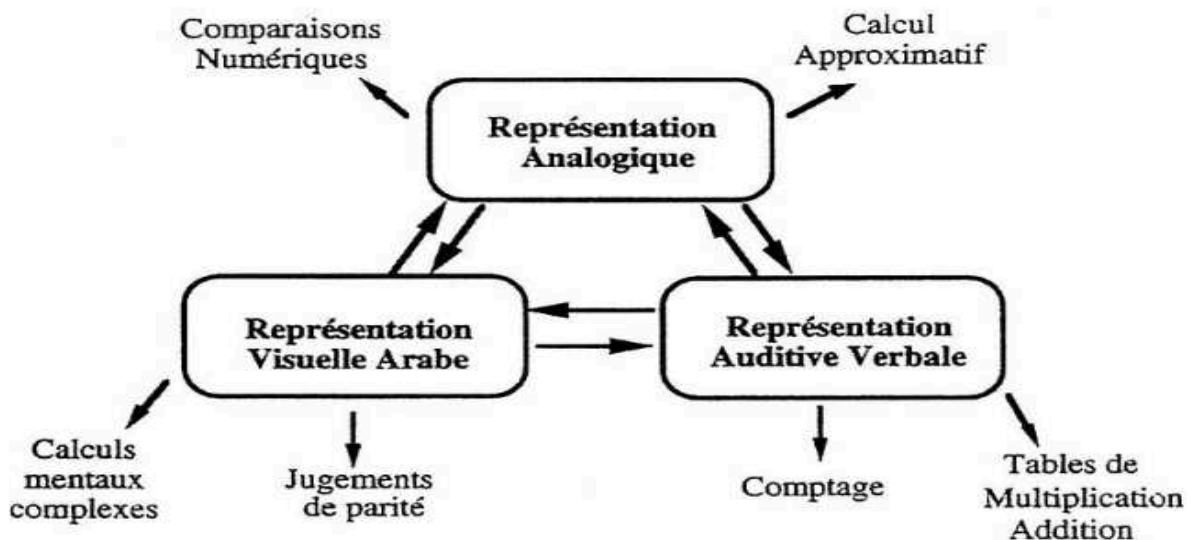 Comparaisons
Numériques
Calcul
Approximatif
Représentation
Analogique
Représentation
Visuelle Arabe
Représentation
Auditive Verbale
Calculs
mentaux
complexes
Jugements
de parité
Comptage
Tables de
Multiplication
Addition